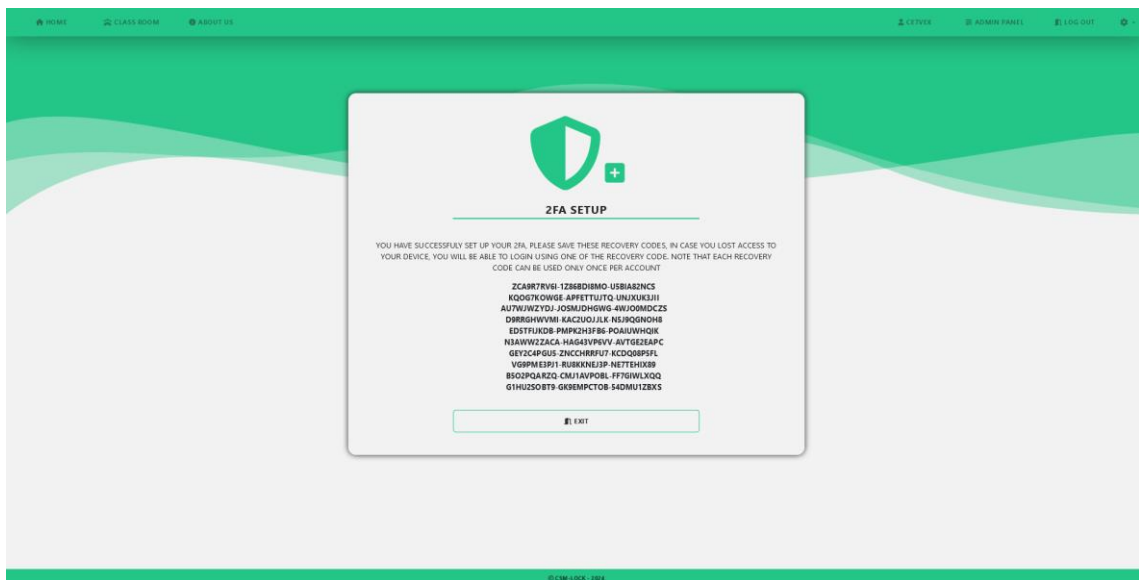 HOME
CLASS ROOM
ABOUT US
CETVEX
ADMIN PANEL
LOG OUT
2FA SETUP
YOU HAVE SUCCESSFULY SET UP YOUR 2FA, PLEASE SAVE THESE RECOVERY CODES, IN CASE YOU LOST ACCESS TO
YOUR DEVICE, YOU WILL BE ABLE TO LOGIN USING ONE OF THE RECOVERY CODE. NOTE THAT EACH RECOVERY
CODE CAN BE USED ONLY ONCE PER ACCOUNT
ZCA9R7RV6I-1Z86BDI8MO-U5BIA82NCS
KQOG7KOWGE-APFETTUJTQ-UNJXUK3JII
AU7WJWZYDJ-JOSMJDHGWG-4WJO0MDCZS
D9RRGHWVMI-KAC2UOJJLK-NSJ9QGNOH8
ED5TFIJKDB-PMPK2H3FB6-POAIUWHQIK
N3AWW2ZACA-HAG43VP6VV-AVTGE2EAPC
GEY2C4PGUS-ZNCCHRRFU7-KCDQ08PSFL
VG9PME3PJ1-RU8KKNEJ3P-NE7TEHIX89
B5O2PQARZQ-CMJ1AVPOBL-FF7GIWLXQQ
G1HU2SOBT9-GK9EMPCTOB-54DMU1ZBXS
EXIT